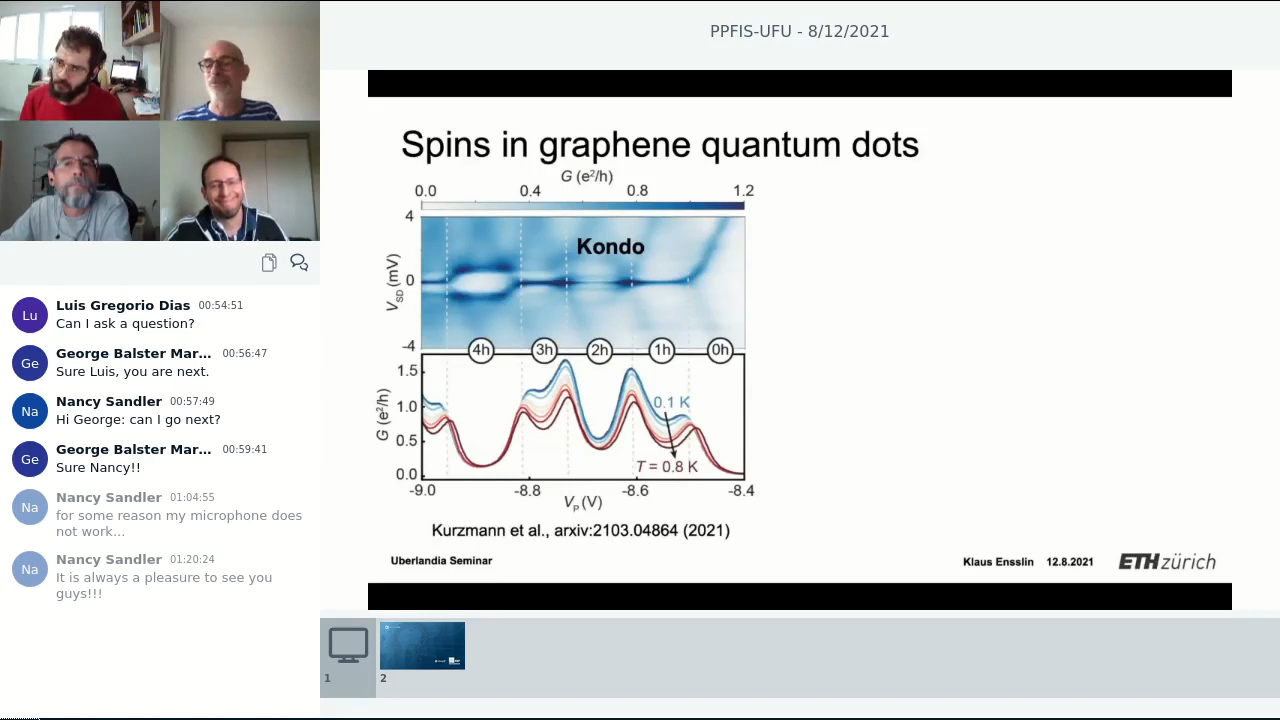 PPFIS-UFU - 8/12/2021
Spins in graphene quantum dots
G (e²/h)
0.0 0.4 0.8 1.2
4
Kondo
V_SD (mV)
0
-4
4h 3h 2h 1h 0h
1.5
1.0
G (e²/h)
0.1 K
0.5
T = 0.8 K
0.0
-9.0 -8.8 -8.6 -8.4
V_P (V)
Kurzmann et al., arxiv:2103.04864 (2021)
Uberlandia Seminar
Klaus Ensslin 12.8.2021
ETH zürich
Lu
Luis Gregorio Dias 00:54:51
Can I ask a question?
Ge
George Balster Mar... 00:56:47
Sure Luis, you are next.
Na
Nancy Sandler 00:57:49
Hi George: can I go next?
Ge
George Balster Mar... 00:59:41
Sure Nancy!!
Na
Nancy Sandler 01:04:55
for some reason my microphone does
not work...
Na
Nancy Sandler 01:20:24
It is always a pleasure to see you
guys!!!
1
2